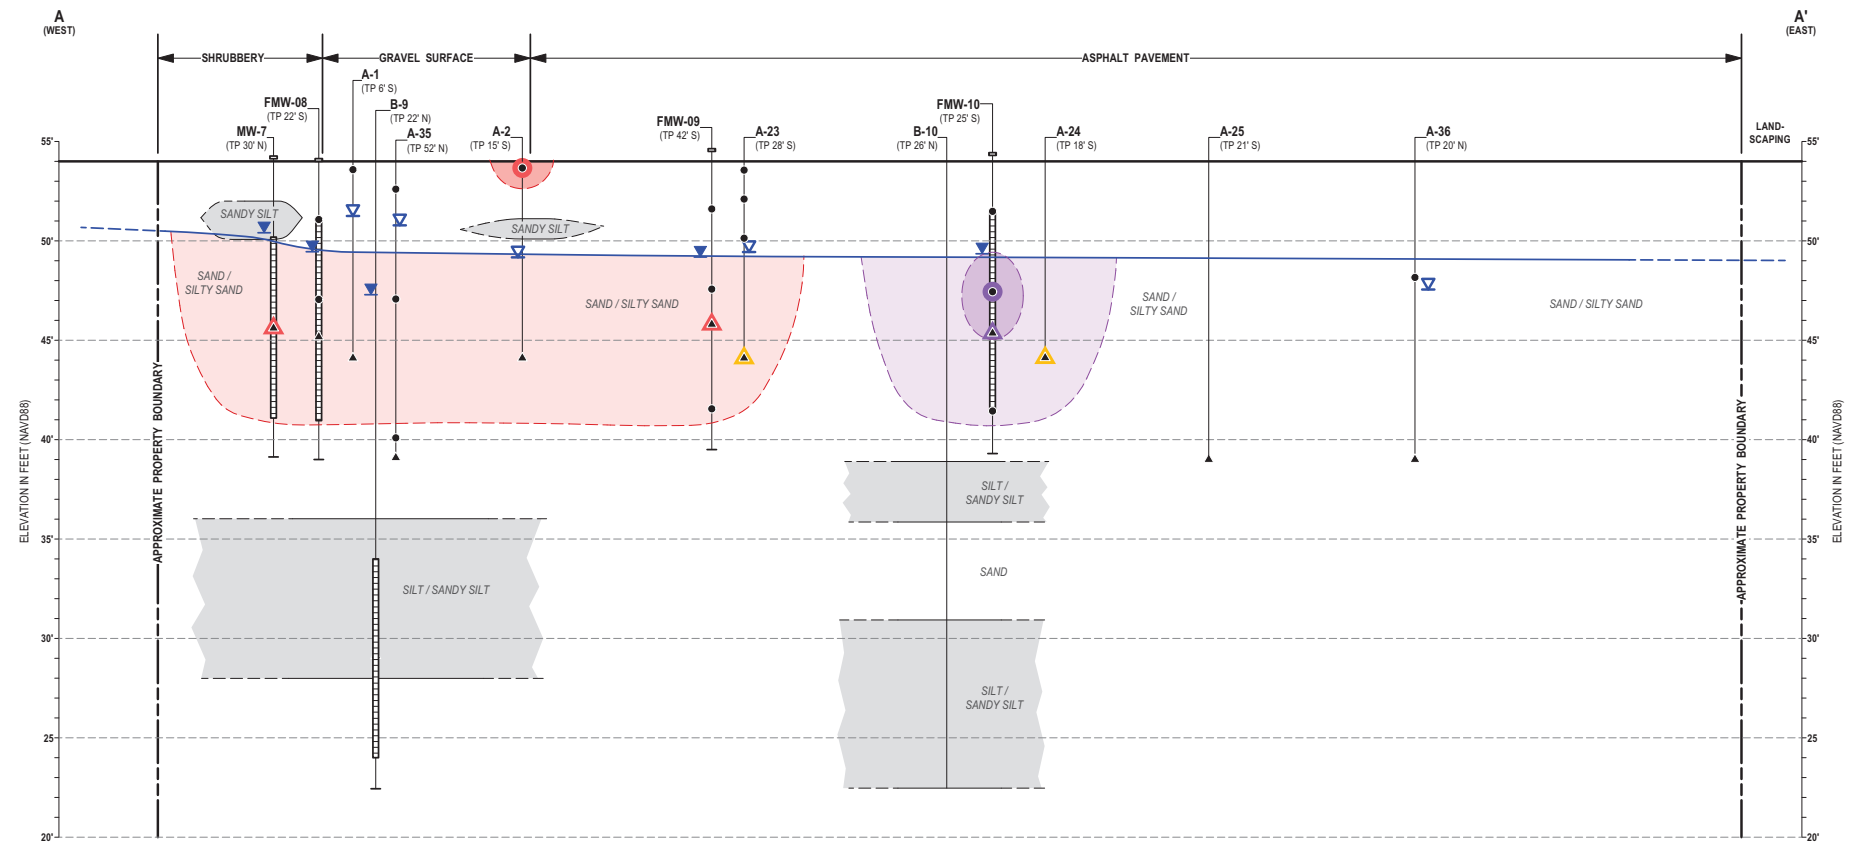 A
(WEST)
A'
(EAST)
SHRUBBERY
GRAVEL SURFACE
ASPHALT PAVEMENT
A-1
(TP 6' S)
FMW-08
(TP 22' S)
B-9
(TP 22' N)
FMW-10
(TP 25' S)
MW-7
(TP 30' N)
A-35
(TP 52' N)
A-2
(TP 15' S)
FMW-09
(TP 42' S)
A-23
(TP 28' S)
B-10
(TP 26' N)
A-24
(TP 18' S)
A-25
(TP 21' S)
A-36
(TP 20' N)
LAND-
SCAPING
55'
55'
SANDY SILT
SANDY SILT
50'
50'
SAND /
SILTY SAND
SAND / SILTY SAND
SAND /
SILTY SAND
SAND / SILTY SAND
45'
45'
40'
40'
SILT /
SANDY SILT
35'
35'
SAND
SILT / SANDY SILT
30'
30'
SILT /
SANDY SILT
25
25
20'
20'
ELEVATION IN FEET (NAVD88)
APPROXIMATE PROPERTY BOUNDARY
APPROXIMATE PROPERTY BOUNDARY
ELEVATION IN FEET (NAVD88)